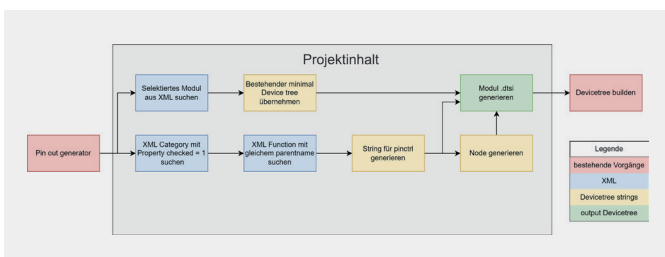 Projektinhalt
Selektiertes Modul
aus XML suchen
Bestehender minimal
Device tree
übernehmen
Modul .dtsi
generieren
Devicetree builden
Pin out generator
XML Category mit
Property checked = 1
suchen
XML Function mit
gleichem parentname
suchen
String für pinctrl
generieren
Node generieren
Legende
bestehende Vorgänge
XML
Devicetree strings
output Devicetree